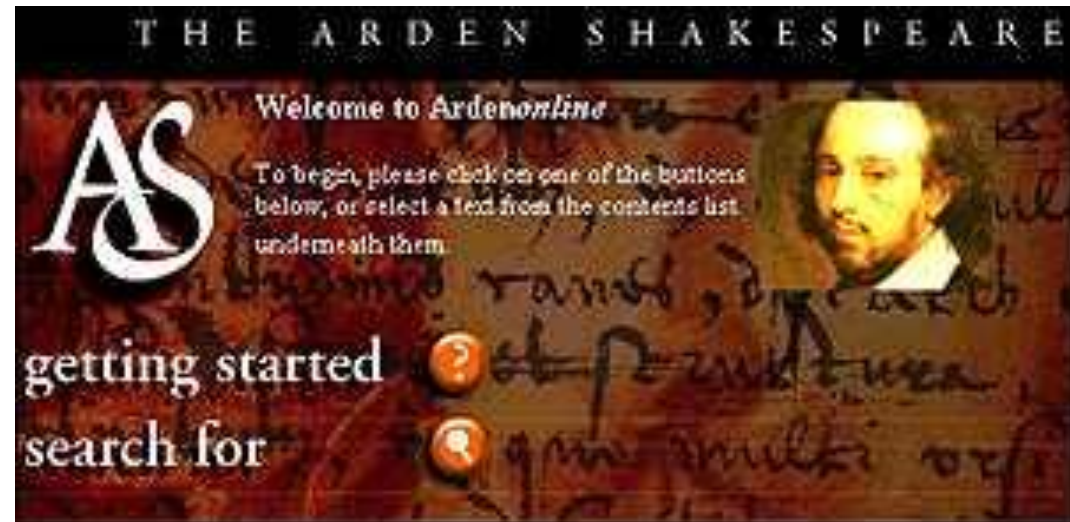 THE ARDEN SHAKESPEARE
AS
Welcome to Ardenonline
To begin, please click on one of the buttons
below, or select a text from the contents list
underneath them.
getting started ?
search for